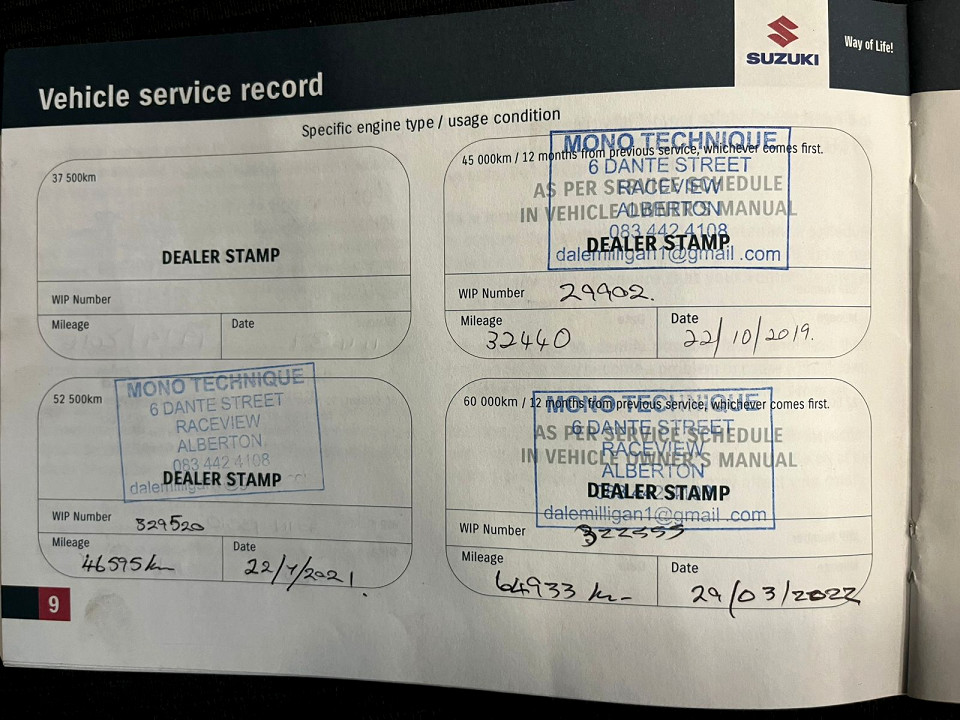 SUZUKI
Way of Life!
Vehicle service record
Specific engine type / usage condition
37 500km
DEALER STAMP
WIP Number
Mileage
Date
45 000km / 12 months from previous service, whichever comes first.
AS PER SERVICE SCHEDULE
IN VEHICLE OWNER'S MANUAL
DEALER STAMP
MONO TECHNIQUE
6 DANTE STREET
RACEVIEW
ALBERTON
083 442 4108
dalemilligan1@gmail.com
WIP Number 29902.
Mileage
32440
Date
22/10/2019.
52 500km
MONO TECHNIQUE
6 DANTE STREET
RACEVIEW
ALBERTON
083 442 4108
DEALER STAMP
WIP Number 329520
Mileage
46595km
Date
22/7/2021
60 000km / 12 months from previous service, whichever comes first.
AS PER SERVICE SCHEDULE
IN VEHICLE OWNER'S MANUAL
DEALER STAMP
MONO TECHNIQUE
6 DANTE STREET
RACEVIEW
ALBERTON
dalemilligan1@gmail.com
WIP Number 322555
Mileage
64933 km
Date
29/03/2022
9